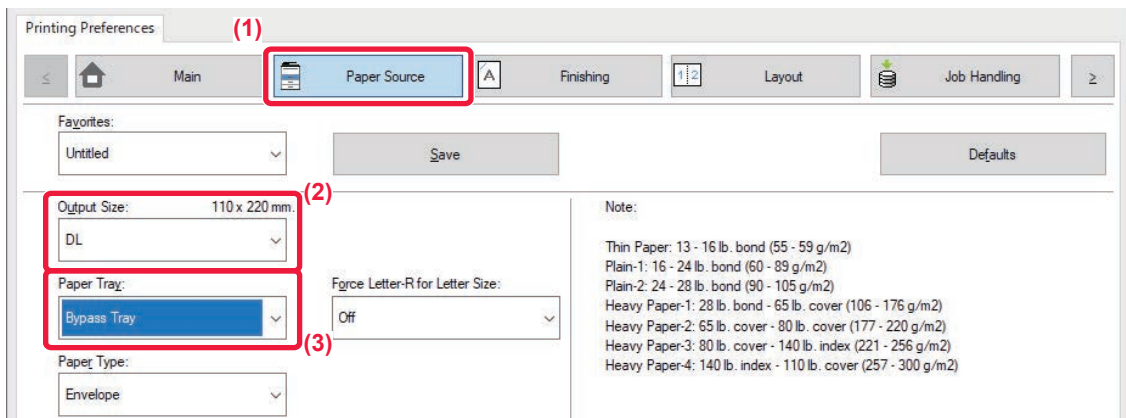 Printing Preferences
(1)
<
Main
Paper Source
A
Finishing
1 2
Layout
Job Handling
>
Favorites:
Untitled
Save
Defaults
(2)
Output Size: 110 x 220 mm.
DL
Paper Tray:
Bypass Tray
(3)
Force Letter-R for Letter Size:
Off
Paper Type:
Envelope
Note:
Thin Paper: 13 - 16 lb. bond (55 - 59 g/m2)
Plain-1: 16 - 24 lb. bond (60 - 89 g/m2)
Plain-2: 24 - 28 lb. bond (90 - 105 g/m2)
Heavy Paper-1: 28 lb. bond - 65 lb. cover (106 - 176 g/m2)
Heavy Paper-2: 65 lb. cover - 80 lb. cover (177 - 220 g/m2)
Heavy Paper-3: 80 lb. cover - 140 lb. index (221 - 256 g/m2)
Heavy Paper-4: 140 lb. index - 110 lb. cover (257 - 300 g/m2)